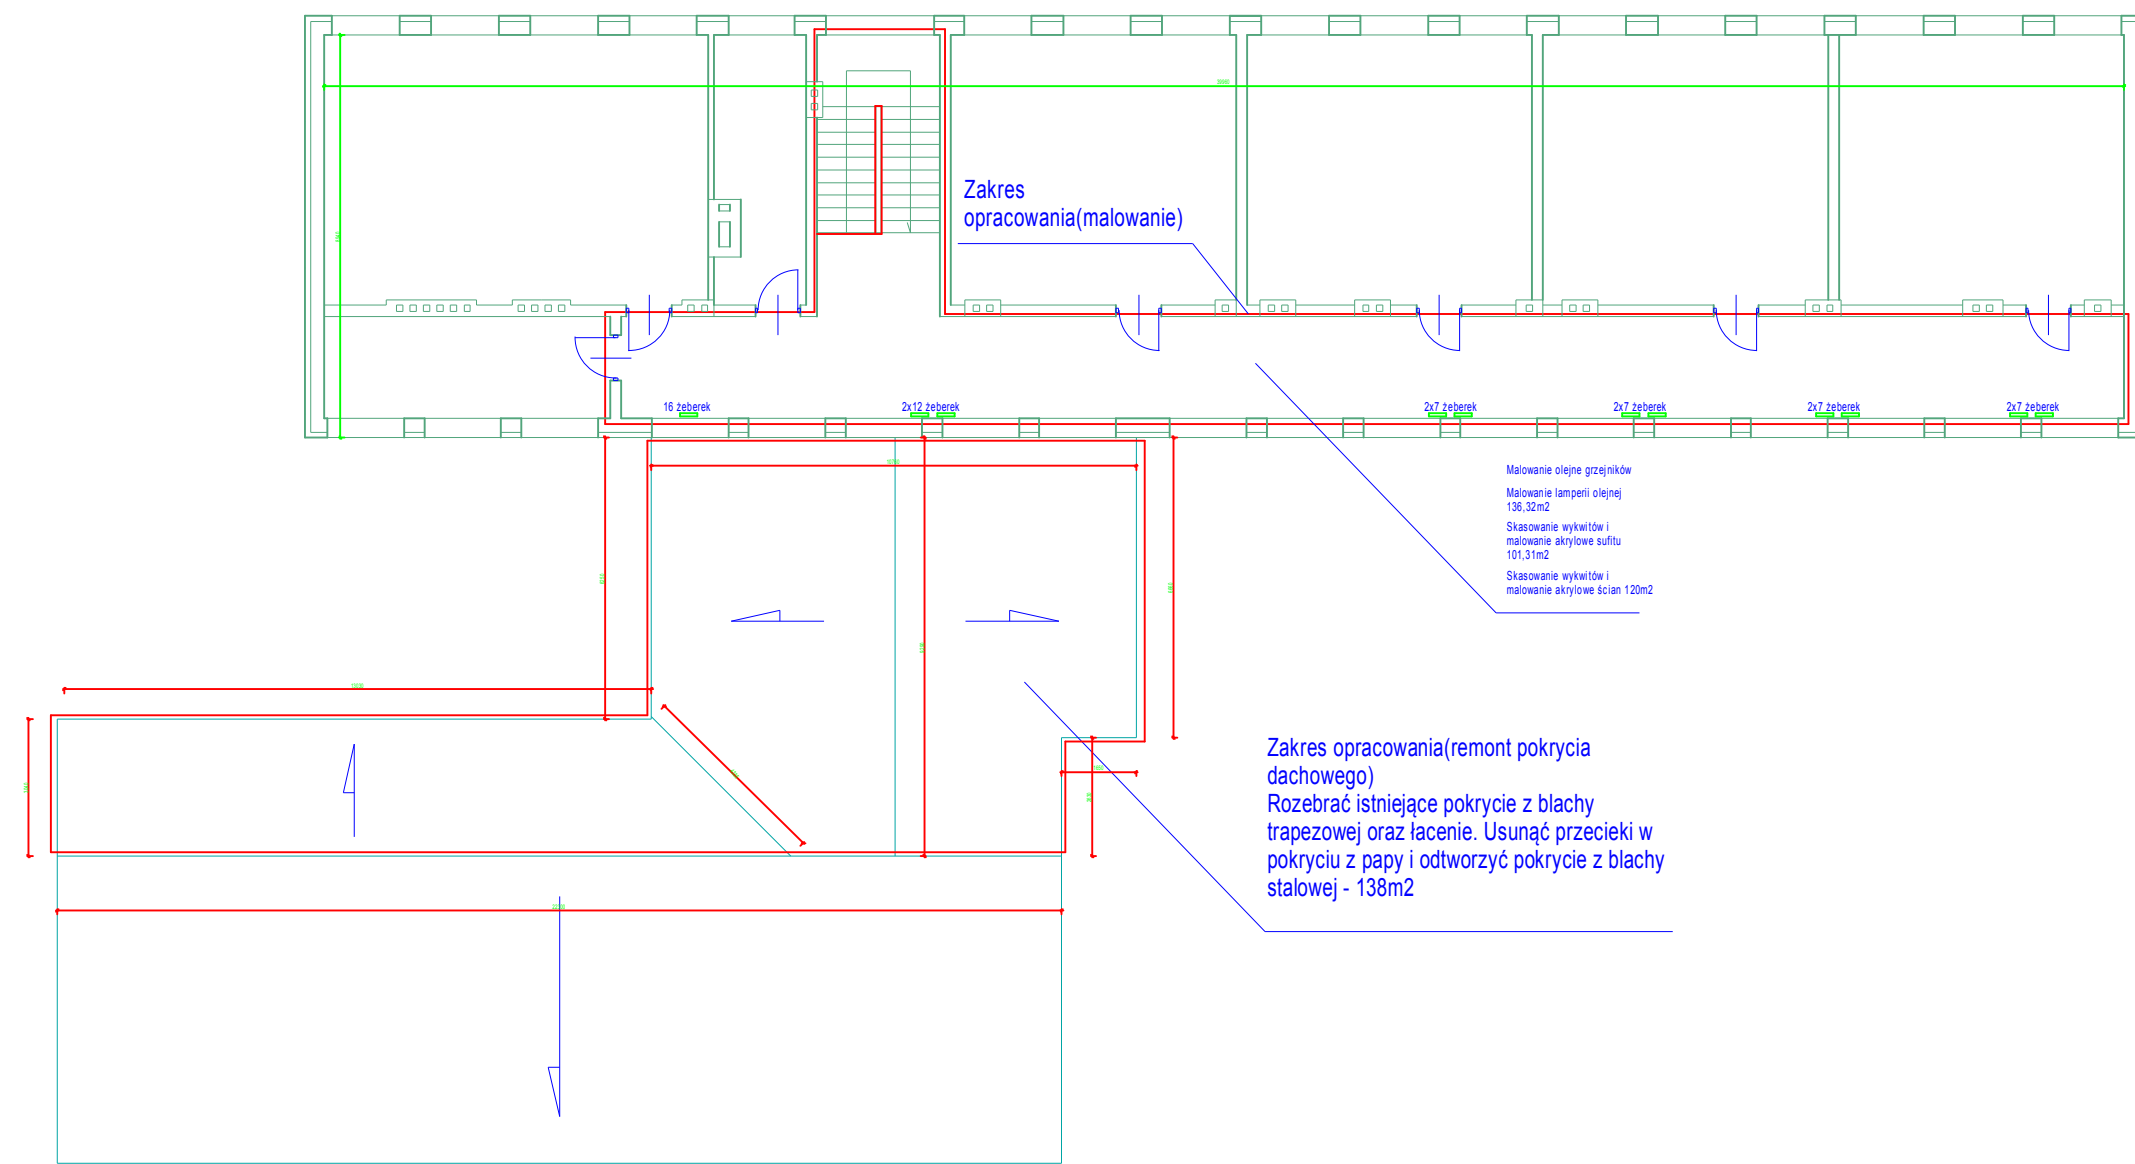 Zakres
opracowania(malowanie)
16 żeberek
2x12 żeberek
2x7 żeberek
2x7 żeberek
2x7 żeberek
2x7 żeberek
Malowanie olejne grzejników
Malowanie lamperii olejnej
136,32m2
Skasowanie wykwitów i
malowanie akrylowe sufitu
101,31m2
Skasowanie wykwitów i
malowanie akrylowe ścian 120m2
Zakres opracowania(remont pokrycia
dachowego)
Rozebrać istniejące pokrycie z blachy
trapezowej oraz łacenie. Usunąć przecieki w
pokryciu z papy i odtworzyć pokrycie z blachy
stalowej - 138m2